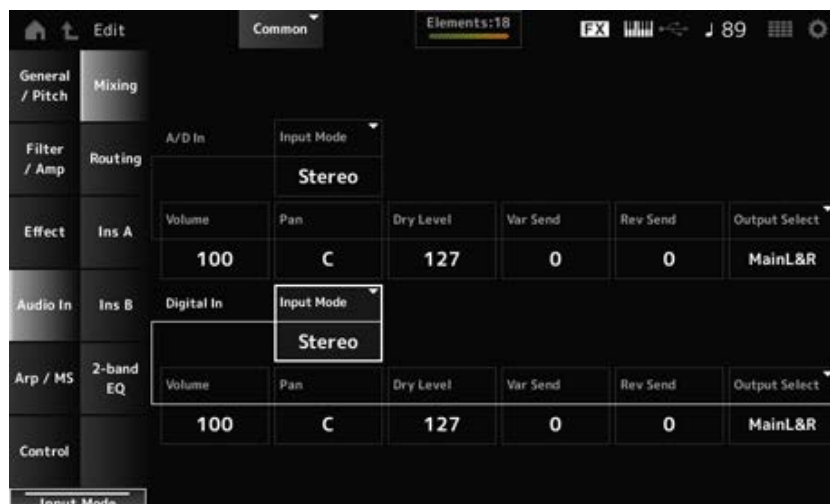 Edit
Common
Elements:18
FX
89
General / Pitch
Mixing
Filter / Amp
Routing
A/D In
Input Mode
Stereo
Effect
Ins A
Volume
Pan
Dry Level
Var Send
Rev Send
Output Select
100
C
127
0
0
MainL&R
Audio In
Ins B
Digital In
Input Mode
Stereo
Arp / MS
2-band EQ
Volume
Pan
Dry Level
Var Send
Rev Send
Output Select
100
C
127
0
0
MainL&R
Control
Input Mode